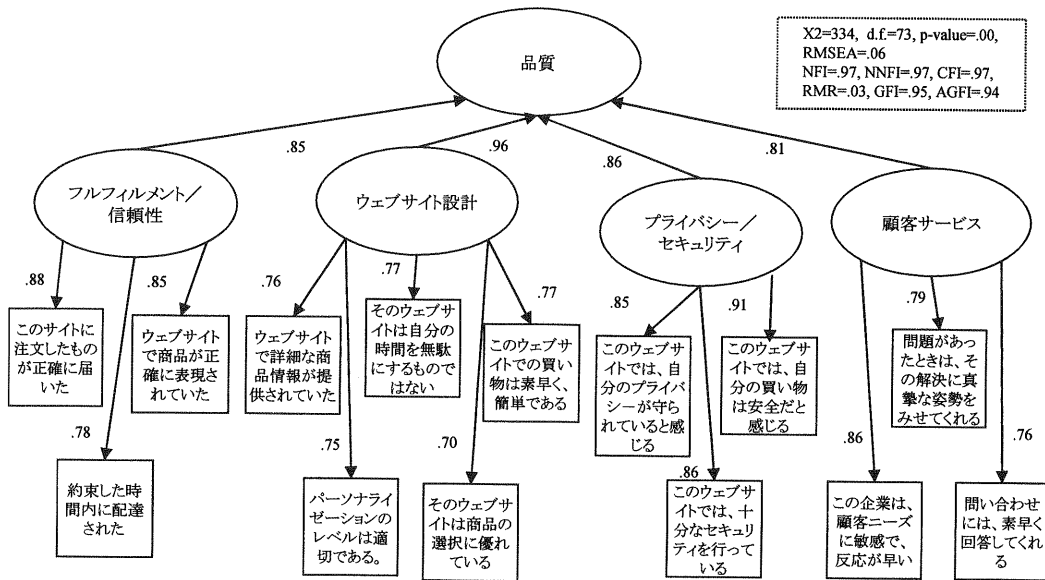 品質
X2=334, d.f.=73, p-value=.00,
RMSEA=.06
NFI=.97, NNFI=.97, CFI=.97,
RMR=.03, GFI=.95, AGFI=.94
.85
.96
.86
.81
フルフィルメント／
信頼性
ウェブサイト設計
プライバシー／
セキュリティ
顧客サービス
.88
.85
.76
.77
.77
.85
.91
.79
このサイトに
注文したもの
が正確に届
いた
ウェブサイト
で商品が正
確に表現さ
れていた
ウェブサイト
で詳細な商
品情報が提
供されていた
そのウェブサ
イトは自分の
時間を無駄
にするもので
はない
このウェブサ
イトでの買い
物は素早く、
簡単である
このウェブサ
イトでは、自
分のプライバ
シーが守ら
れていると感
じる
このウェブサ
イトでは、自
分の買い物
は安全だと
感じる
問題があっ
たときは、そ
の解決に真
摯な姿勢を
みせてくれる
.78
.75
.70
.86
.86
.76
約束した時
間内に配達
された
パーソナライ
ゼーションの
レベルは適
切である。
そのウェブサ
イトは商品の
選択に優れ
ている
このウェブサ
イトでは、十
分なセキュリ
ティを行って
いる
この企業は、
顧客ニーズ
に敏感で、
反応が早い
問い合わせ
には、素早く
回答してくれ
る